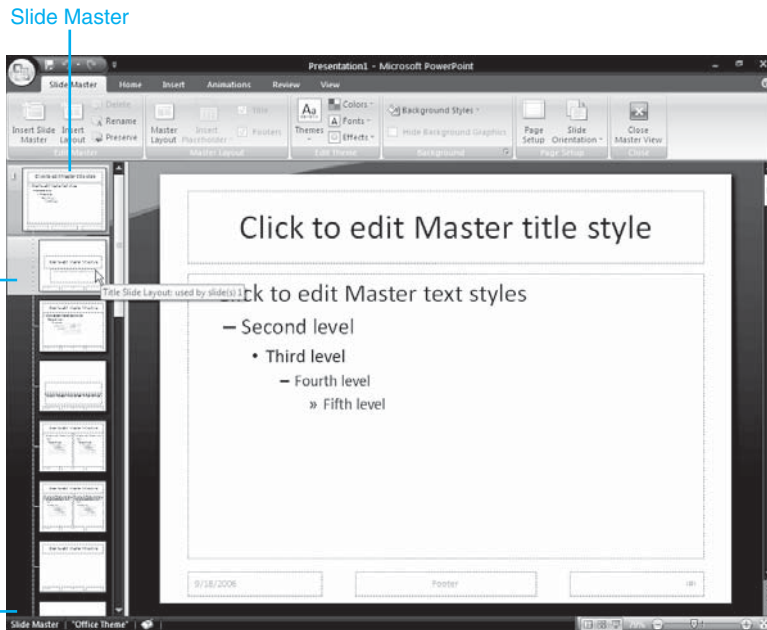 Slide Master
Presentation1 - Microsoft PowerPoint
Slide Master Home Insert Animations Review View
Insert Slide Master
Insert Layout
Delete
Rename
Preserve
Edit Master
Master Layout
Insert Placeholder
Title
Footers
Master Layout
Themes
Colors
Fonts
Effects
Edit Theme
Background Styles
Hide Background Graphics
Background
Page Setup
Slide Orientation
Page Setup
Close Master View
Close
Click to edit Master title style
Title Slide Layout: used by slide(s) 1
ck to edit Master text styles
– Second level
• Third level
– Fourth level
» Fifth level
9/18/2006
Footer
Slide Master "Office Theme"